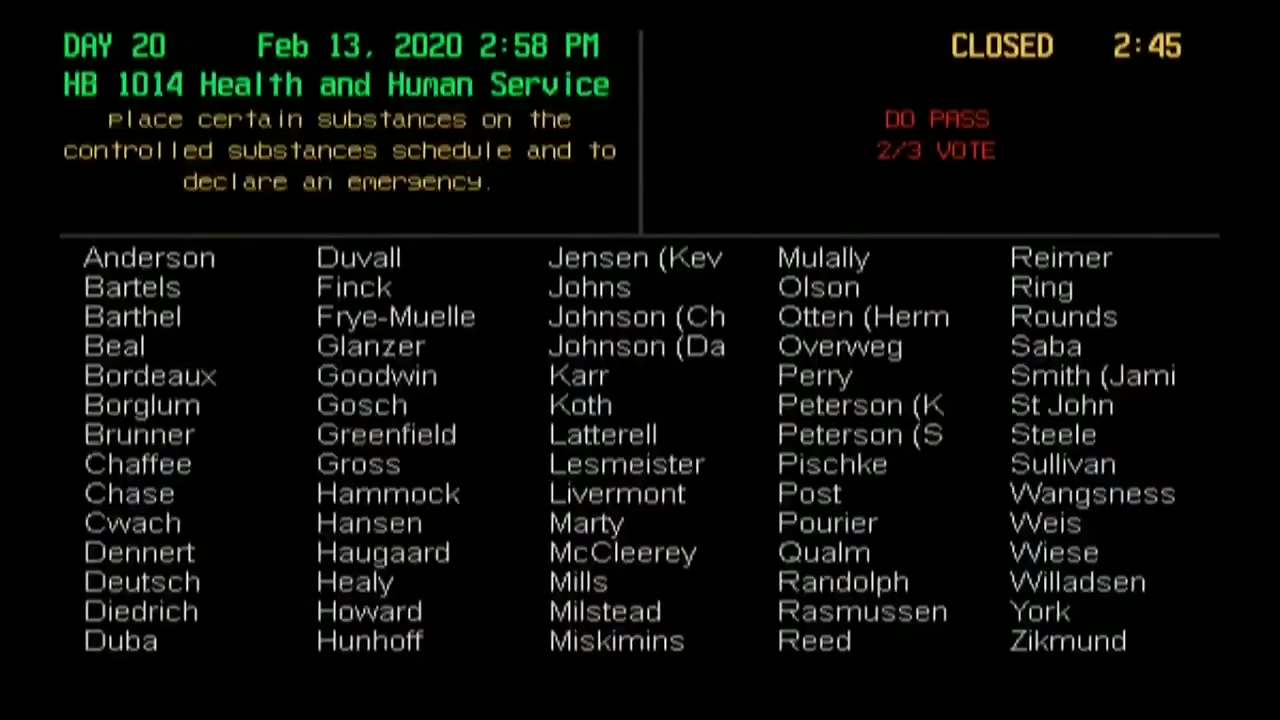 DAY 20 Feb 13, 2020 2:58 PM
HB 1014 Health and Human Service
Place certain substances on the
controlled substances schedule and to
declare an emergency.
CLOSED 2:45
DO PASS
2/3 VOTE
Anderson Duvall Jensen (Kev Mulally Reimer
Bartels Finck Johns Olson Ring
Barthel Frye-Muelle Johnson (Ch Otten (Herm Rounds
Beal Glanzer Johnson (Da Overweg Saba
Bordeaux Goodwin Karr Perry Smith (Jami
Borglum Gosch Koth Peterson (K St John
Brunner Greenfield Latterell Peterson (S Steele
Chaffee Gross Lesmeister Pischke Sullivan
Chase Hammock Livermont Post Wangsness
Cwach Hansen Marty Pourier Weis
Dennert Haugaard McCleerey Qualm Wiese
Deutsch Healy Mills Randolph Willadsen
Diedrich Howard Milstead Rasmussen York
Duba Hunhoff Miskimins Reed Zikmund